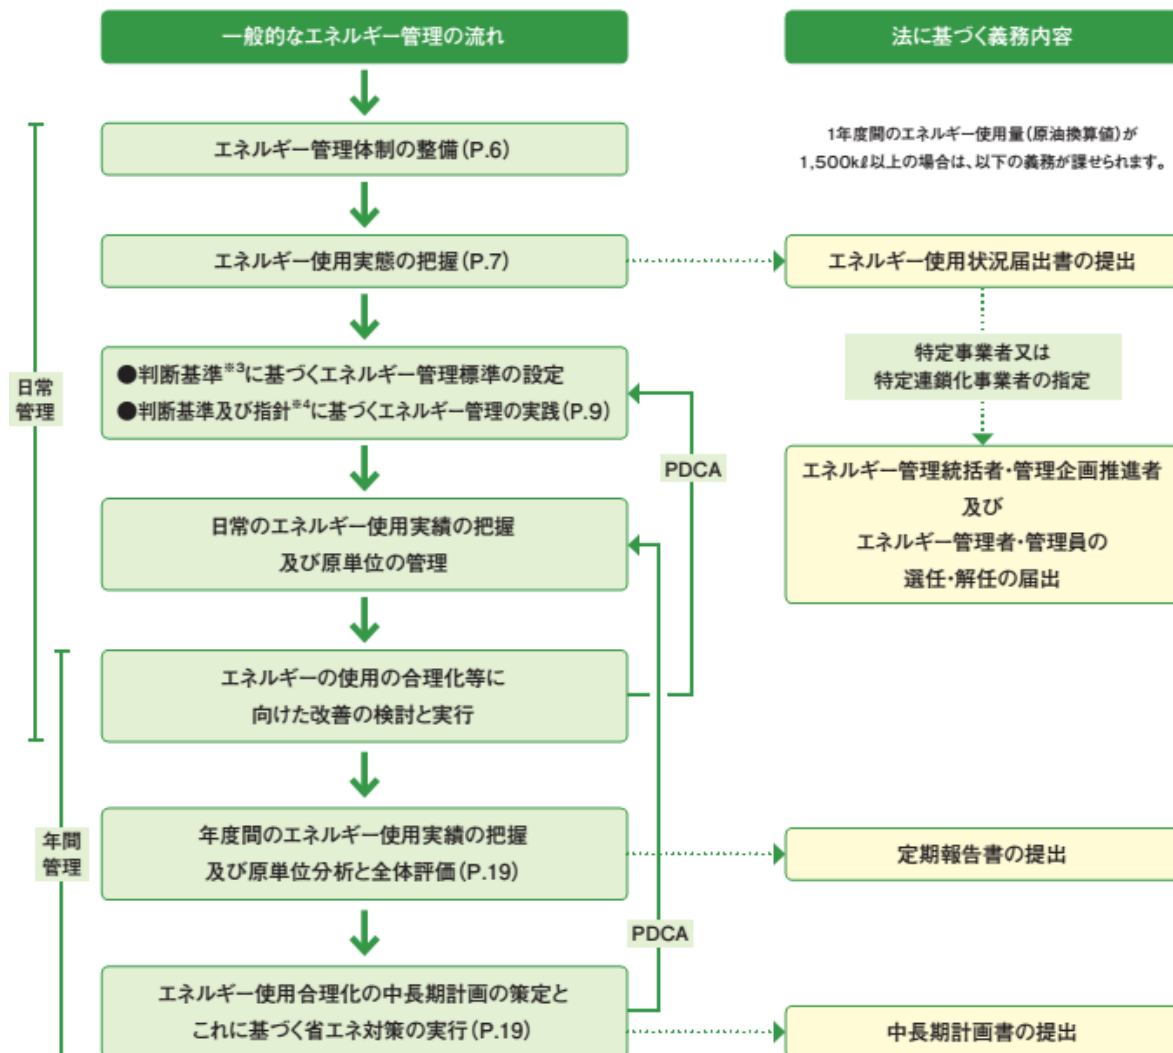 一般的なエネルギー管理の流れ
法に基づく義務内容
1年度間のエネルギー使用量(原油換算値)が
1,500kℓ以上の場合は、以下の義務が課せられます。
日常
管理
エネルギー管理体制の整備(P.6)
エネルギー使用実態の把握(P.7)
エネルギー使用状況届出書の提出
特定事業者又は
特定連鎖化事業者の指定
●判断基準※3に基づくエネルギー管理標準の設定
●判断基準及び指針※4に基づくエネルギー管理の実践(P.9)
PDCA
エネルギー管理統括者・管理企画推進者
及び
エネルギー管理者・管理員の
選任・解任の届出
日常のエネルギー使用実績の把握
及び原単位の管理
エネルギーの使用の合理化等に
向けた改善の検討と実行
年間
管理
年度間のエネルギー使用実績の把握
及び原単位分析と全体評価(P.19)
定期報告書の提出
PDCA
エネルギー使用合理化の中長期計画の策定と
これに基づく省エネ対策の実行(P.19)
中長期計画書の提出